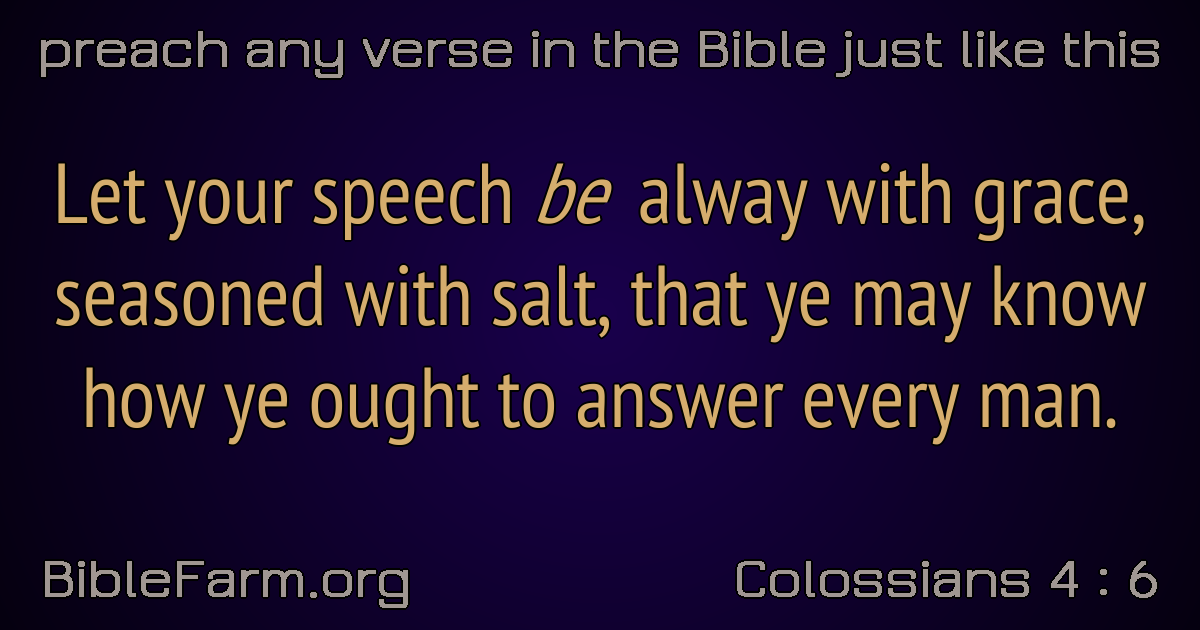 preach any verse in the Bible just like this
Let your speech be alway with grace,
seasoned with salt, that ye may know
how ye ought to answer every man.
BibleFarm.org
Colossians 4 : 6